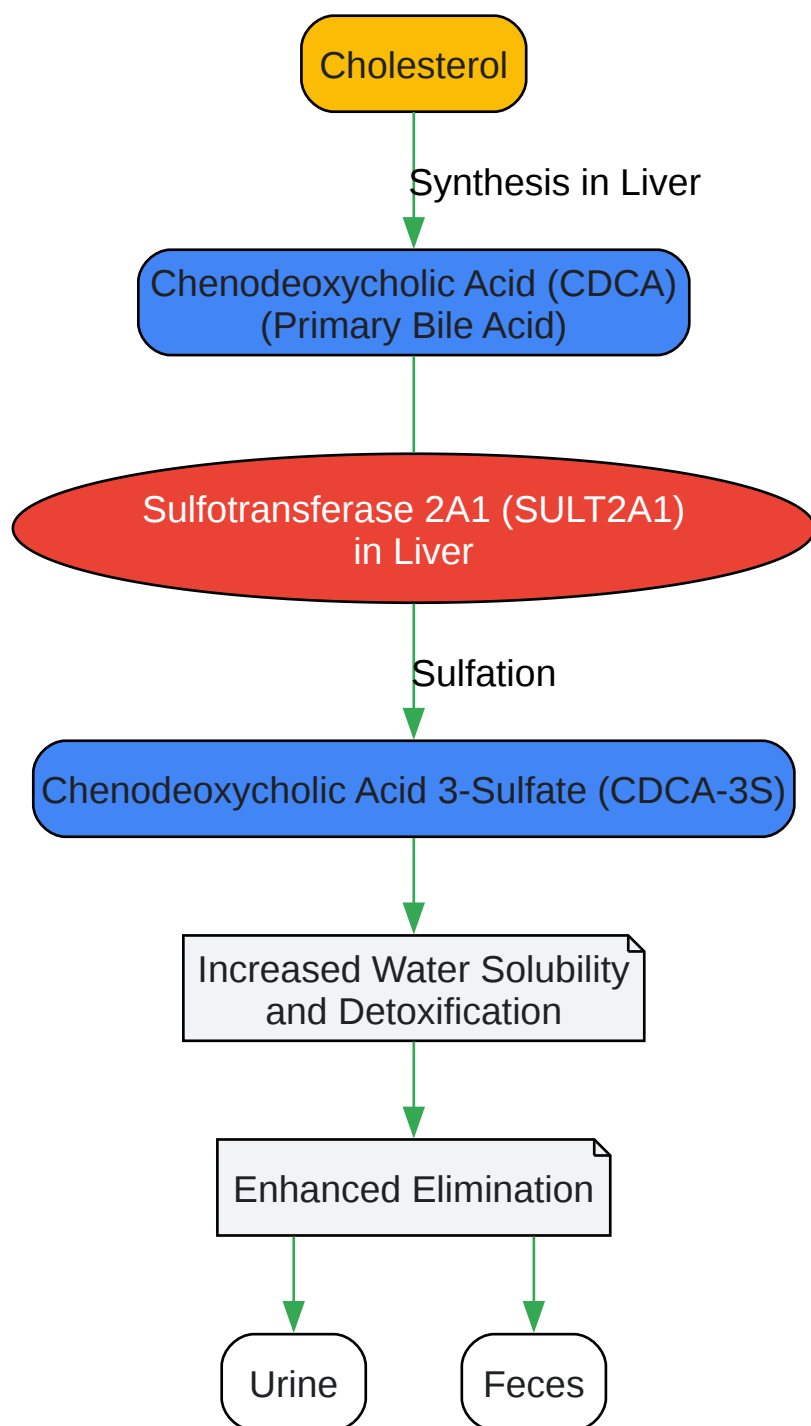 Cholesterol
Synthesis in Liver
Chenodeoxycholic Acid (CDCA)
(Primary Bile Acid)
Sulfotransferase 2A1 (SULT2A1)
in Liver
Sulfation
Chenodeoxycholic Acid 3-Sulfate (CDCA-3S)
Increased Water Solubility
and Detoxification
Enhanced Elimination
Urine
Feces